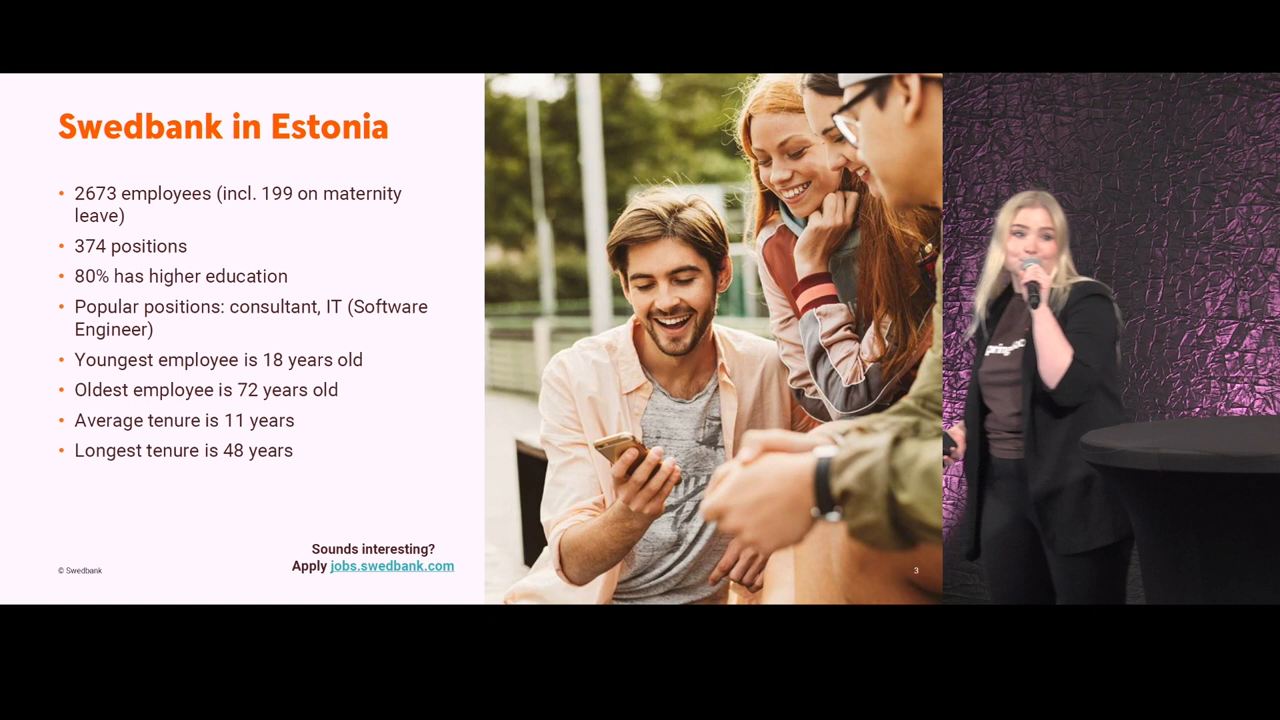 Swedbank in Estonia
• 2673 employees (incl. 199 on maternity
leave)
• 374 positions
• 80% has higher education
• Popular positions: consultant, IT (Software
Engineer)
• Youngest employee is 18 years old
• Oldest employee is 72 years old
• Average tenure is 11 years
• Longest tenure is 48 years
Sounds interesting?
Apply jobs.swedbank.com
© Swedbank
3